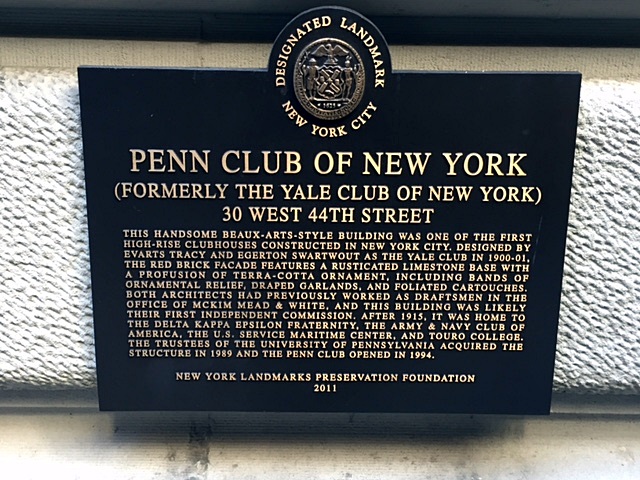 DESIGNATED LANDMARK
NEW YORK CITY
1625
PENN CLUB OF NEW YORK
(FORMERLY THE YALE CLUB OF NEW YORK)
30 WEST 44TH STREET
THIS HANDSOME BEAUX-ARTS-STYLE BUILDING WAS ONE OF THE FIRST
HIGH-RISE CLUBHOUSES CONSTRUCTED IN NEW YORK CITY. DESIGNED BY
EVARTS TRACY AND EGERTON SWARTWOUT AS THE YALE CLUB IN 1900-01,
THE RED BRICK FACADE FEATURES A RUSTICATED LIMESTONE BASE WITH
A PROFUSION OF TERRA-COTTA ORNAMENT, INCLUDING BANDS OF
ORNAMENTAL RELIEF, DRAPED GARLANDS, AND FOLIATED CARTOUCHES.
BOTH ARCHITECTS HAD PREVIOUSLY WORKED AS DRAFTSMEN IN THE
OFFICE OF MCKIM MEAD & WHITE, AND THIS BUILDING WAS LIKELY
THEIR FIRST INDEPENDENT COMMISSION. AFTER 1915, IT WAS HOME TO
THE DELTA KAPPA EPSILON FRATERNITY, THE ARMY & NAVY CLUB OF
AMERICA, THE U.S. SERVICE MARITIME CENTER, AND TOURO COLLEGE.
THE TRUSTEES OF THE UNIVERSITY OF PENNSYLVANIA ACQUIRED THE
STRUCTURE IN 1989 AND THE PENN CLUB OPENED IN 1994.
NEW YORK LANDMARKS PRESERVATION FOUNDATION
2011